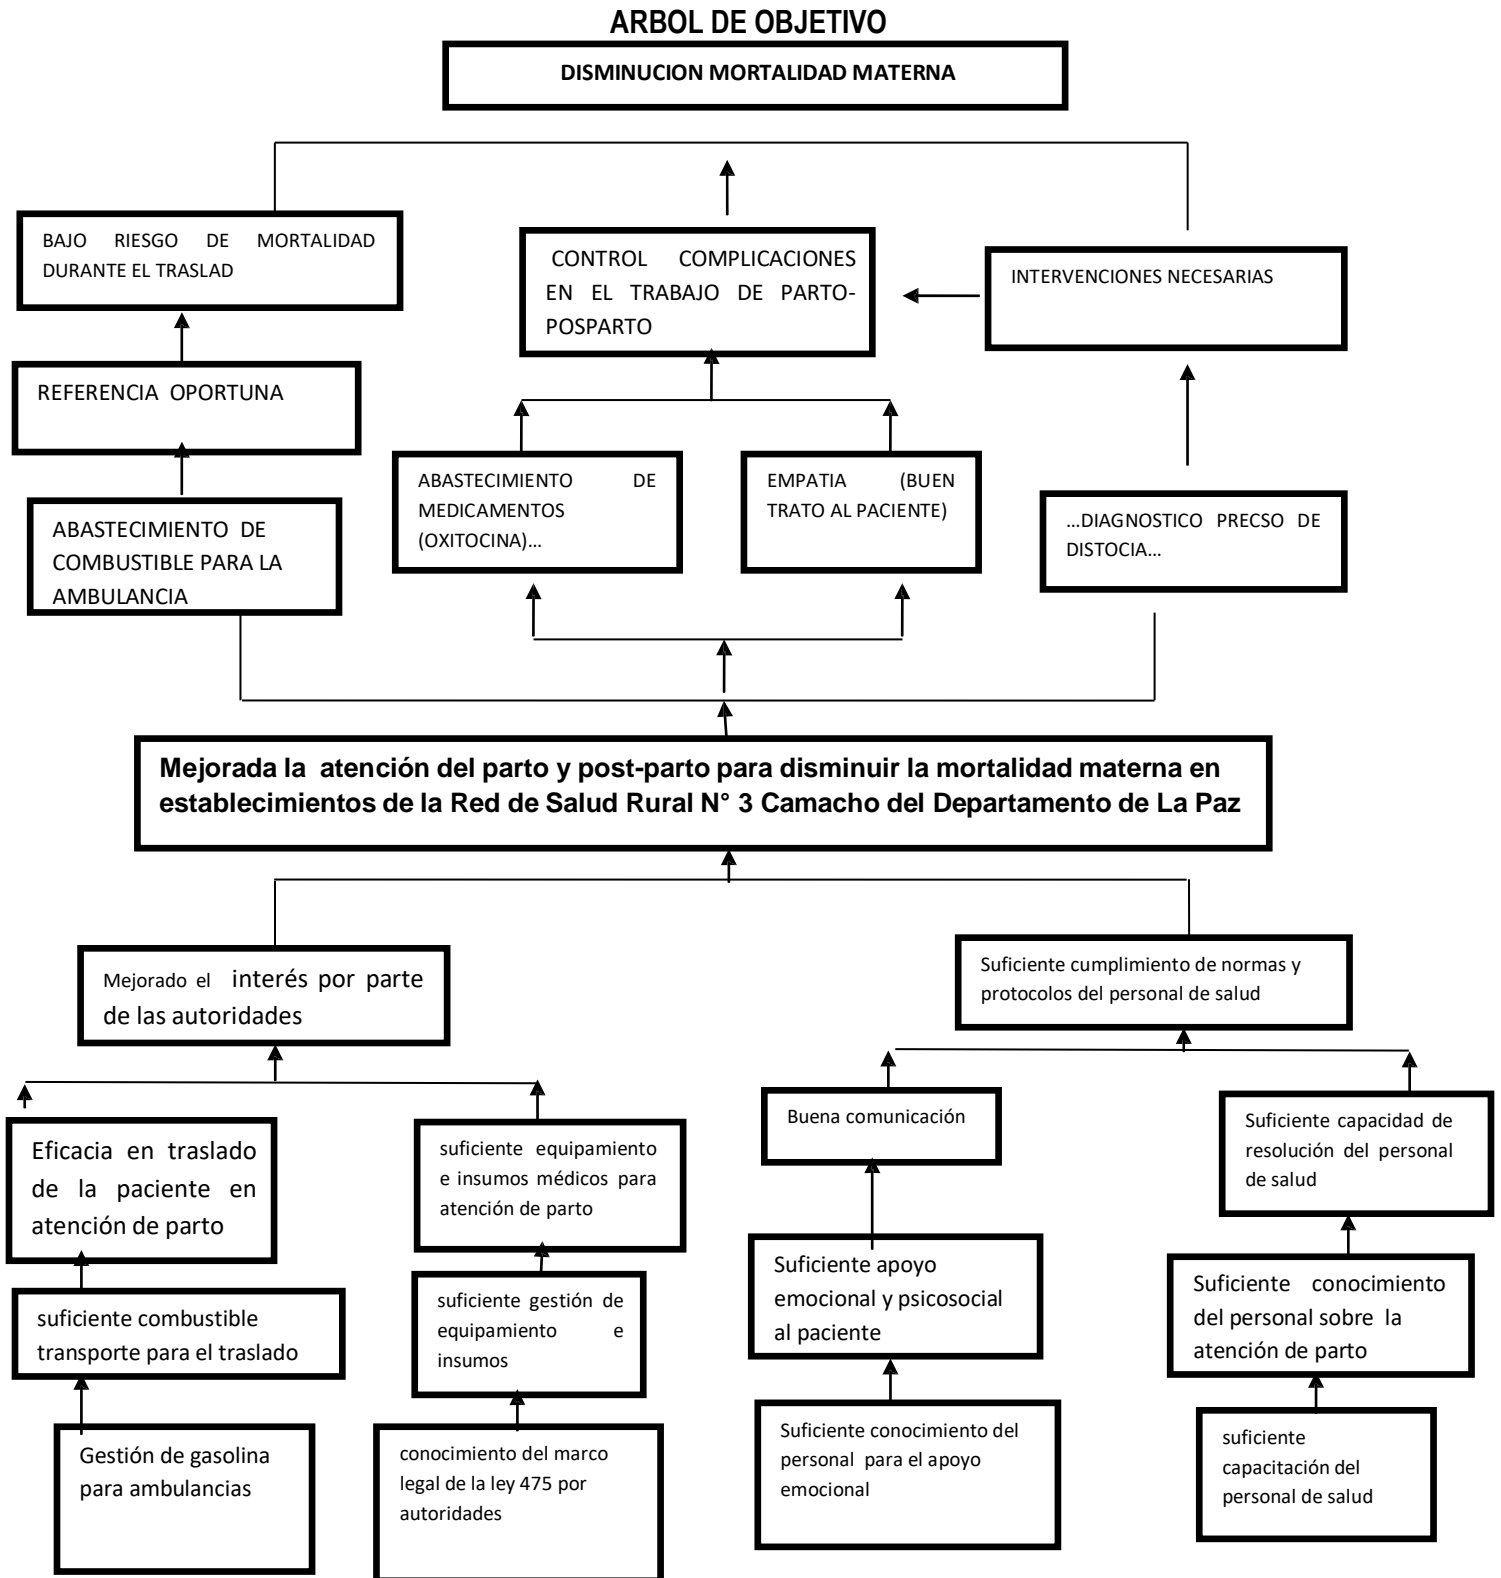 ARBOL DE OBJETIVO
DISMINUCION MORTALIDAD MATERNA
BAJO RIESGO DE MORTALIDAD
DURANTE EL TRASLAD
CONTROL COMPLICACIONES
EN EL TRABAJO DE PARTO-
POSPARTO
INTERVENCIONES NECESARIAS
REFERENCIA OPORTUNA
ABASTECIMIENTO DE
MEDICAMENTOS
(OXITOCINA)...
EMPATIA (BUEN
TRATO AL PACIENTE)
ABASTECIMIENTO DE
COMBUSTIBLE PARA LA
AMBULANCIA
...DIAGNOSTICO PRECSO DE
DISTOCIA...
Mejorada la atención del parto y post-parto para disminuir la mortalidad materna en
establecimientos de la Red de Salud Rural N° 3 Camacho del Departamento de La Paz
Mejorado el interés por parte
de las autoridades
Suficiente cumplimiento de normas y
protocolos del personal de salud
Eficacia en traslado
de la paciente en
atención de parto
suficiente equipamiento
e insumos médicos para
atención de parto
Buena comunicación
Suficiente capacidad de
resolución del personal
de salud
suficiente combustible
transporte para el traslado
suficiente gestión de
equipamiento e
insumos
Suficiente apoyo
emocional y psicosocial
al paciente
Suficiente conocimiento
del personal sobre la
atención de parto
Gestión de gasolina
para ambulancias
conocimiento del marco
legal de la ley 475 por
autoridades
Suficiente conocimiento del
personal para el apoyo
emocional
suficiente
capacitación del
personal de salud